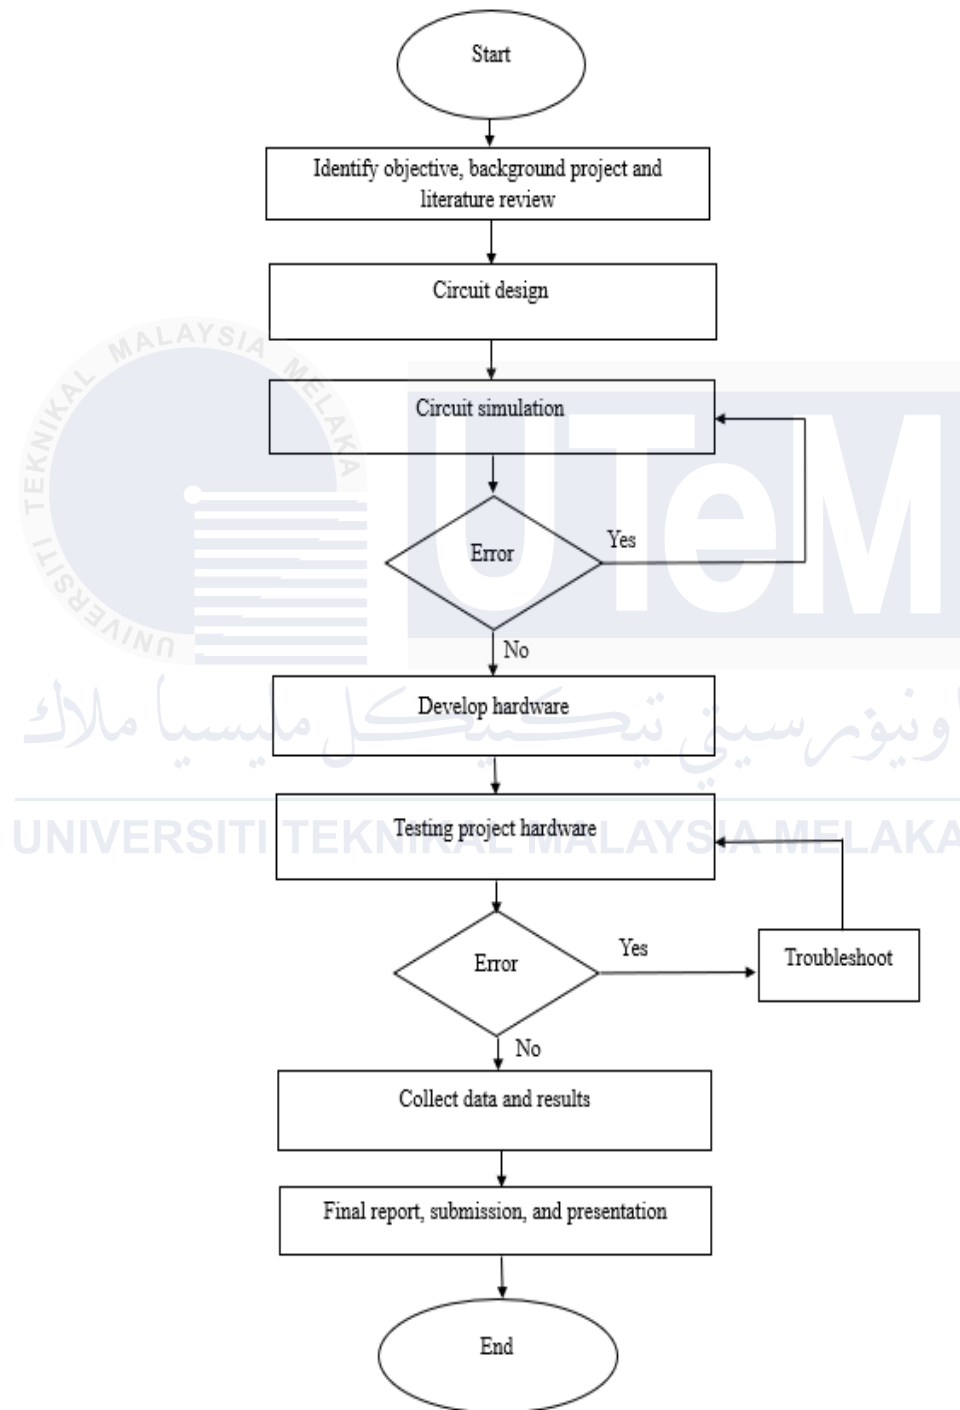 Start
Identify objective, background project and
literature review
Circuit design
Circuit simulation
Error
Yes
No
Develop hardware
Testing project hardware
Error
Yes
Troubleshoot
No
Collect data and results
Final report, submission, and presentation
End
UNIVERSITI TEKNIKAL MALAYSIA MELAKA
UTeM
اونيۏرسيتي تيكنيكل مليسيا ملاك
UNIVERSITI TEKNIKAL MALAYSIA MELAKA